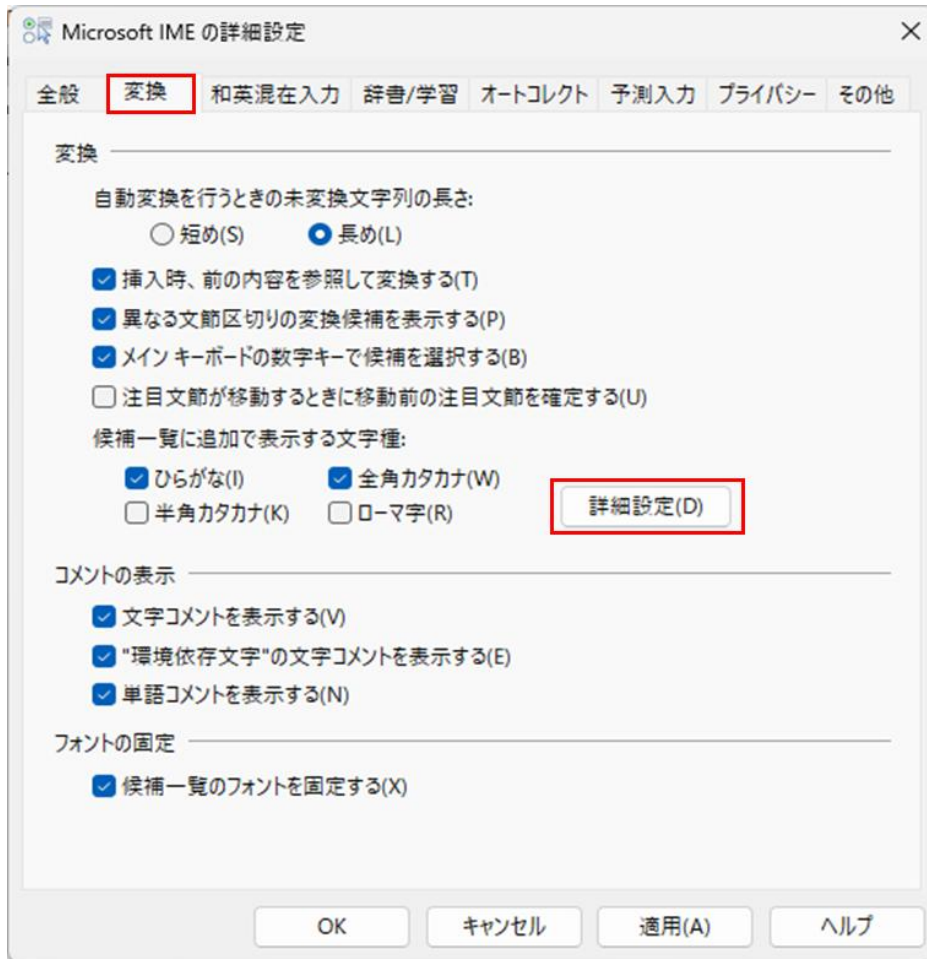 Microsoft IME の詳細設定
全般 変換 和英混在入力 辞書/学習 オートコレクト 予測入力 プライバシー その他
変換
自動変換を行うときの未変換文字列の長さ:
短め(S) 長め(L)
挿入時、前の内容を参照して変換する(T)
異なる文節区切りの変換候補を表示する(P)
メイン キーボードの数字キーで候補を選択する(B)
注目文節が移動するときに移動前の注目文節を確定する(U)
候補一覧に追加で表示する文字種:
ひらがな(I) 全角カタカナ(W)
半角カタカナ(K) ローマ字(R) 詳細設定(D)
コメントの表示
文字コメントを表示する(V)
"環境依存文字"の文字コメントを表示する(E)
単語コメントを表示する(N)
フォントの固定
候補一覧のフォントを固定する(X)
OK キャンセル 適用(A) ヘルプ